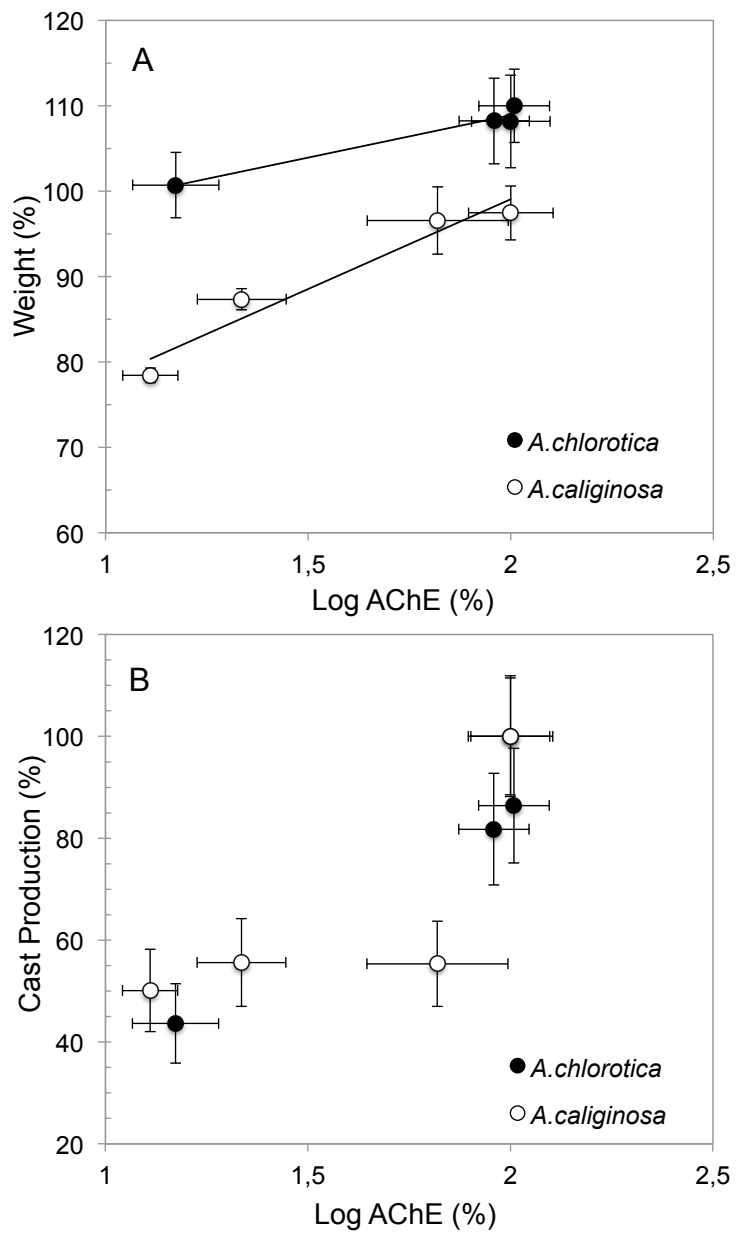 120
A
110
100
90
80
70
60
Weight (%)
A.chlorotica
A.caliginosa
1 1,5 2 2,5
Log AChE (%)
120
B
100
80
60
40
20
Cast Production (%)
A.chlorotica
A.caliginosa
1 1,5 2 2,5
Log AChE (%)